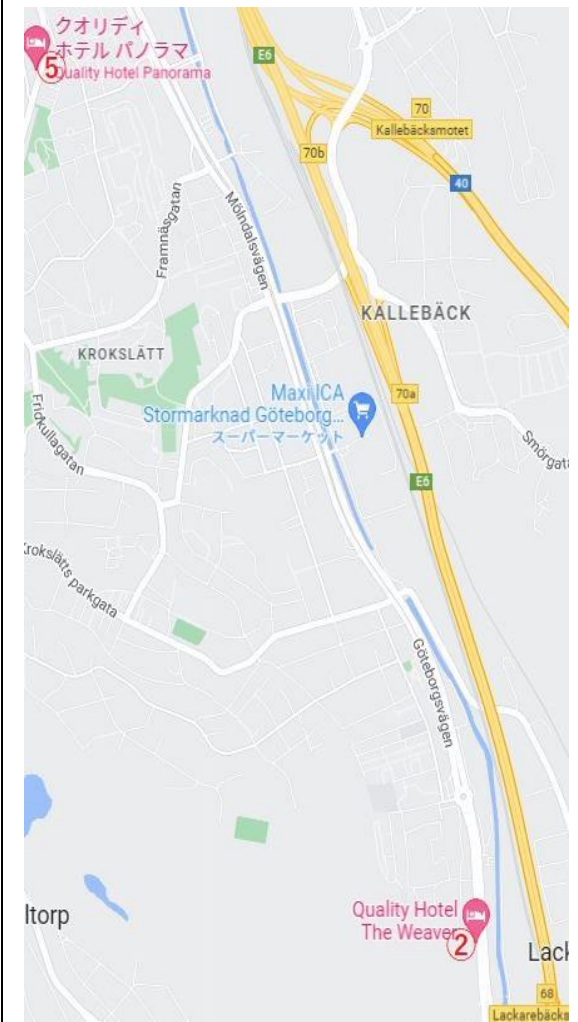 クオリディ
ホテル パノラマ
Quality Hotel Panorama
⑤
E6
70
Kallebäcksmotet
70b
40
Framnäsgatan
Mölndalsvägen
KALLEBÄCK
KROKSLÄTT
Maxi ICA
Stormarknad Göteborg...
スーパーマーケット
70a
Fridkullagatan
Smörgat
E6
Krokslätts parkgata
Göteborgsvägen
ltorp
Quality Hotel
The Weaver
②
Lack
68
Lackarebäcks